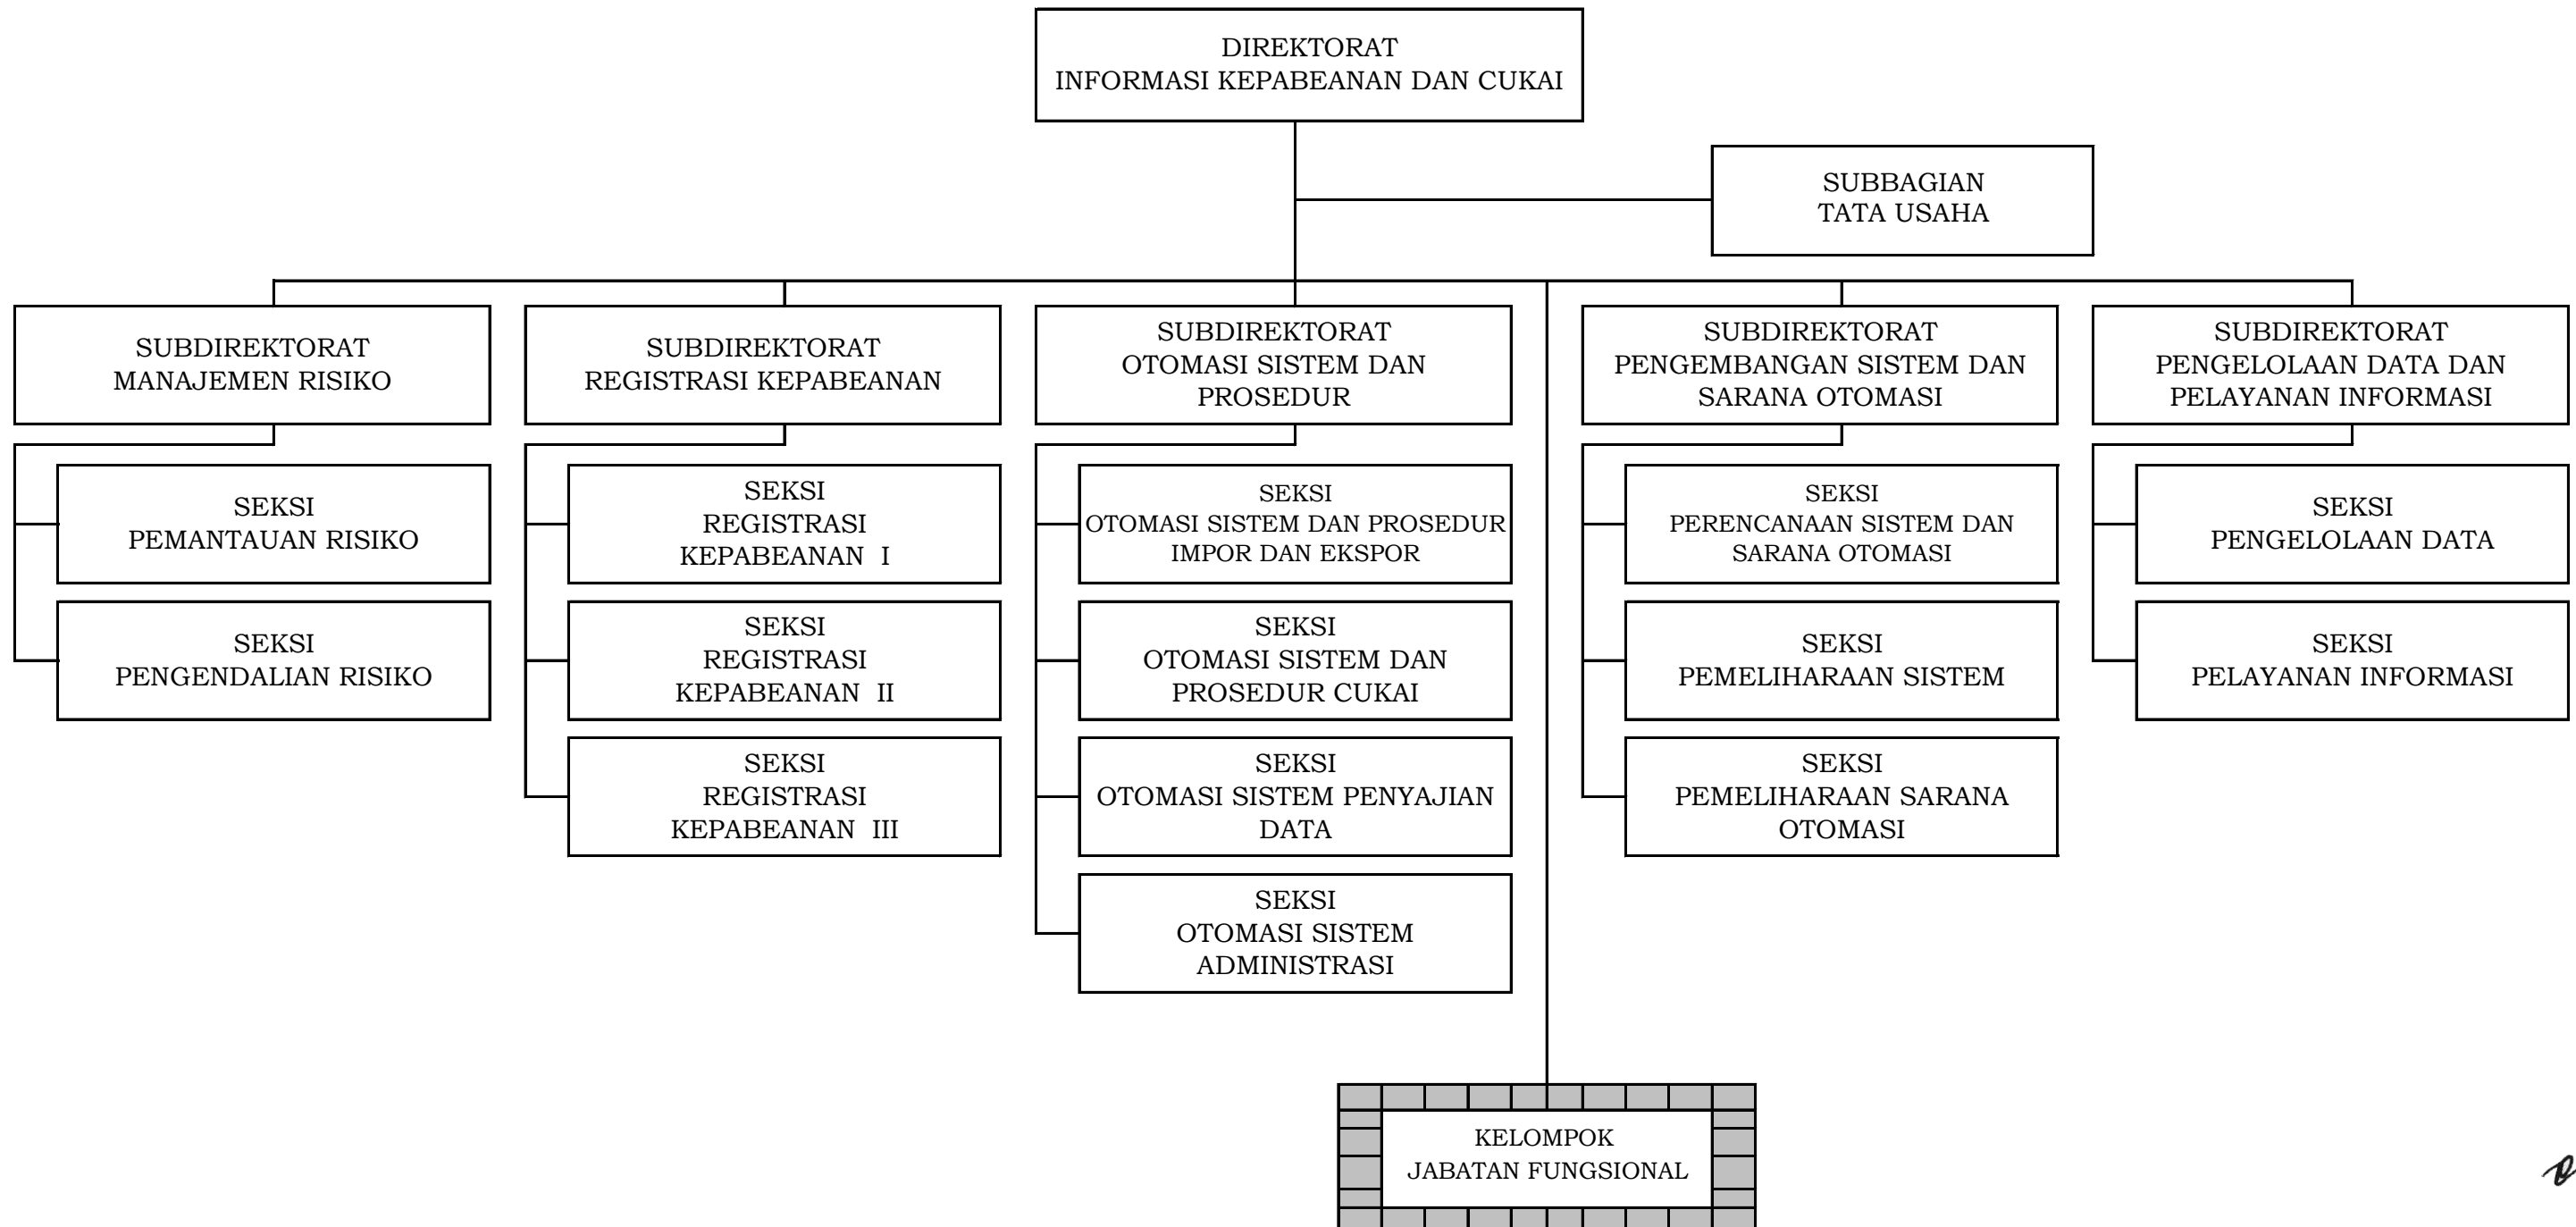 DIREKTORAT
INFORMASI KEPABEANAN DAN CUKAI
SUBBAGIAN
TATA USAHA
SUBDIREKTORAT
MANAJEMEN RISIKO
SUBDIREKTORAT
REGISTRASI KEPABEANAN
SUBDIREKTORAT
OTOMASI SISTEM DAN
PROSEDUR
SUBDIREKTORAT
PENGEMBANGAN SISTEM DAN
SARANA OTOMASI
SUBDIREKTORAT
PENGELOLAAN DATA DAN
PELAYANAN INFORMASI
SEKSI
PEMANTAUAN RISIKO
SEKSI
REGISTRASI
KEPABEANAN I
SEKSI
OTOMASI SISTEM DAN PROSEDUR
IMPOR DAN EKSPOR
SEKSI
PERENCANAAN SISTEM DAN
SARANA OTOMASI
SEKSI
PENGELOLAAN DATA
SEKSI
PENGENDALIAN RISIKO
SEKSI
REGISTRASI
KEPABEANAN II
SEKSI
OTOMASI SISTEM DAN
PROSEDUR CUKAI
SEKSI
PEMELIHARAAN SISTEM
SEKSI
PELAYANAN INFORMASI
SEKSI
REGISTRASI
KEPABEANAN III
SEKSI
OTOMASI SISTEM PENYAJIAN
DATA
SEKSI
PEMELIHARAAN SARANA
OTOMASI
SEKSI
OTOMASI SISTEM
ADMINISTRASI
KELOMPOK
JABATAN FUNGSIONAL